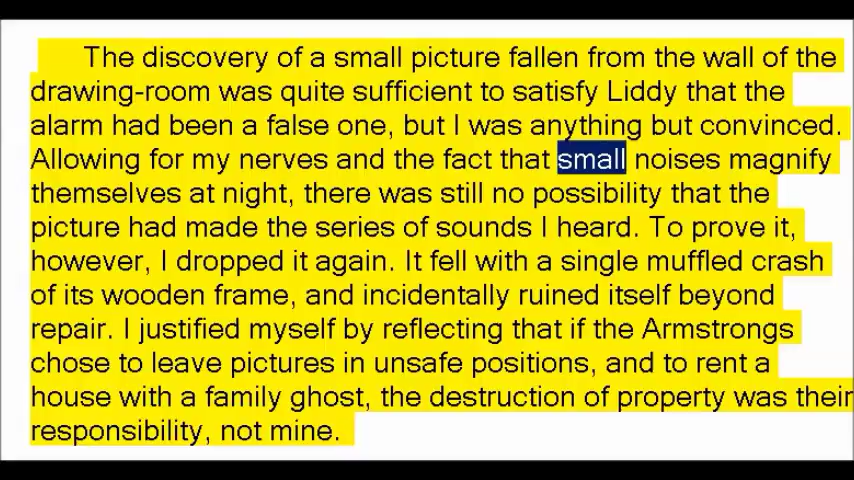 The discovery of a small picture fallen from the wall of the
drawing-room was quite sufficient to satisfy Liddy that the
alarm had been a false one, but I was anything but convinced.
Allowing for my nerves and the fact that small noises magnify
themselves at night, there was still no possibility that the
picture had made the series of sounds I heard. To prove it,
however, I dropped it again. It fell with a single muffled crash
of its wooden frame, and incidentally ruined itself beyond
repair. I justified myself by reflecting that if the Armstrongs
chose to leave pictures in unsafe positions, and to rent a
house with a family ghost, the destruction of property was their
responsibility, not mine.